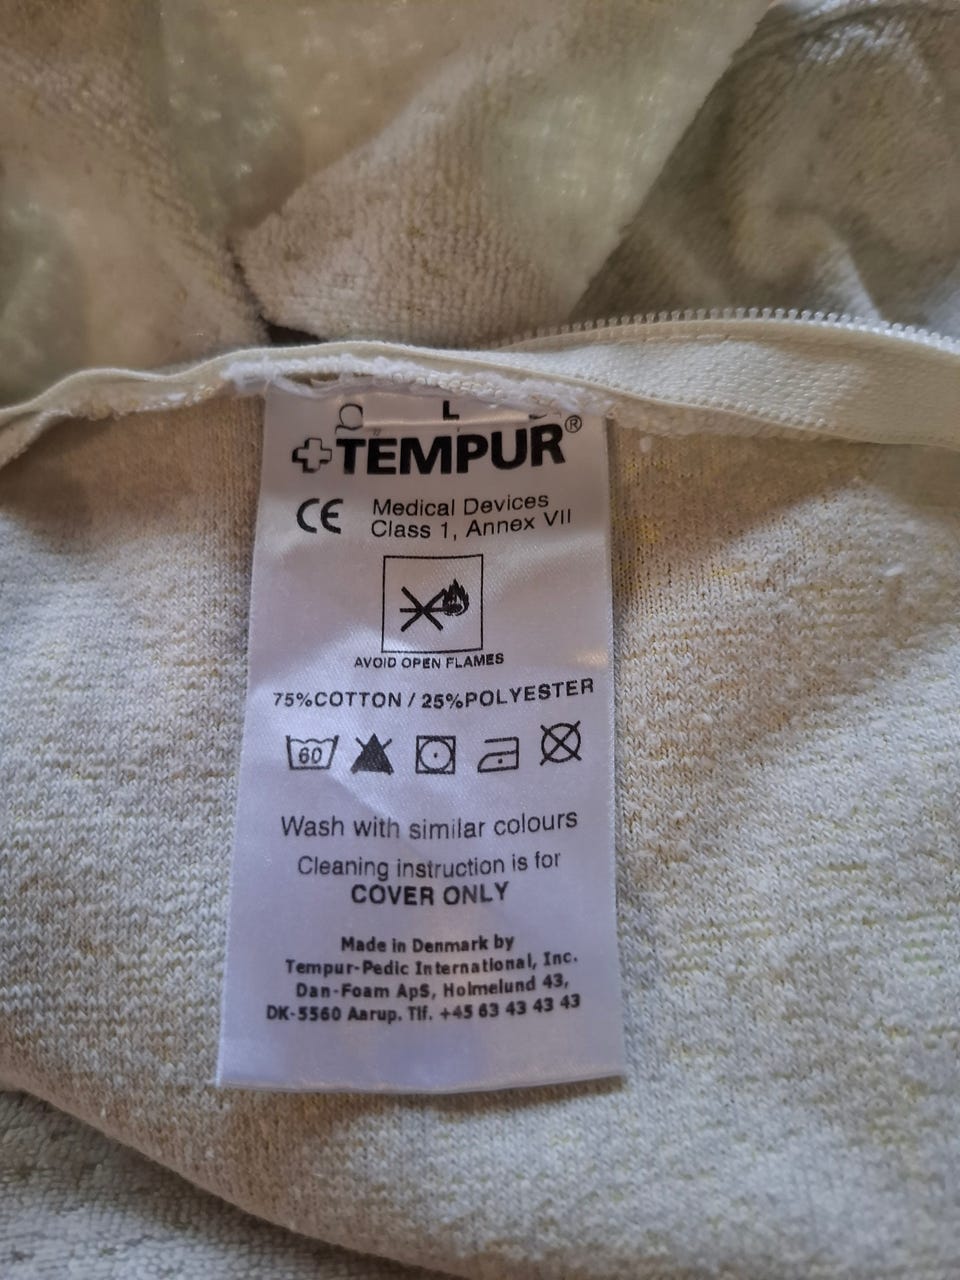 L
TEMPUR®
CE Medical Devices
Class 1, Annex VII
AVOID OPEN FLAMES
75%COTTON / 25%POLYESTER
60
Wash with similar colours
Cleaning instruction is for
COVER ONLY
Made in Denmark by
Tempur-Pedic International, Inc.
Dan-Foam ApS, Holmelund 43,
DK-5560 Aarup. Tlf. +45 63 43 43 43